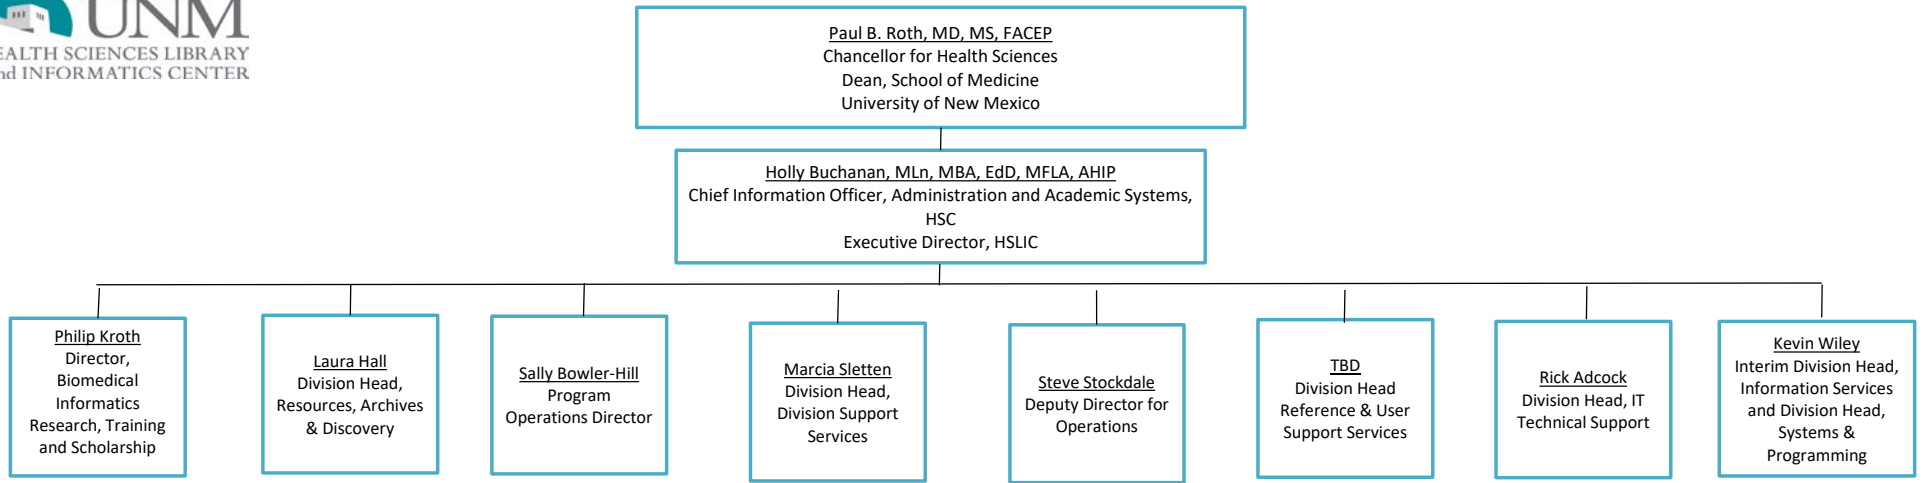 UNM
EALTH SCIENCES LIBRARY
nd INFORMATICS CENTER
Paul B. Roth, MD, MS, FACEP
Chancellor for Health Sciences
Dean, School of Medicine
University of New Mexico
Holly Buchanan, MLn, MBA, EdD, MFLA, AHIP
Chief Information Officer, Administration and Academic Systems,
HSC
Executive Director, HSLIC
Philip Kroth
Director,
Biomedical
Informatics
Research, Training
and Scholarship
Laura Hall
Division Head,
Resources, Archives
& Discovery
Sally Bowler-Hill
Program
Operations Director
Marcia Sletten
Division Head,
Division Support
Services
Steve Stockdale
Deputy Director for
Operations
TBD
Division Head
Reference & User
Support Services
Rick Adcock
Division Head, IT
Technical Support
Kevin Wiley
Interim Division Head,
Information Services
and Division Head,
Systems &
Programming